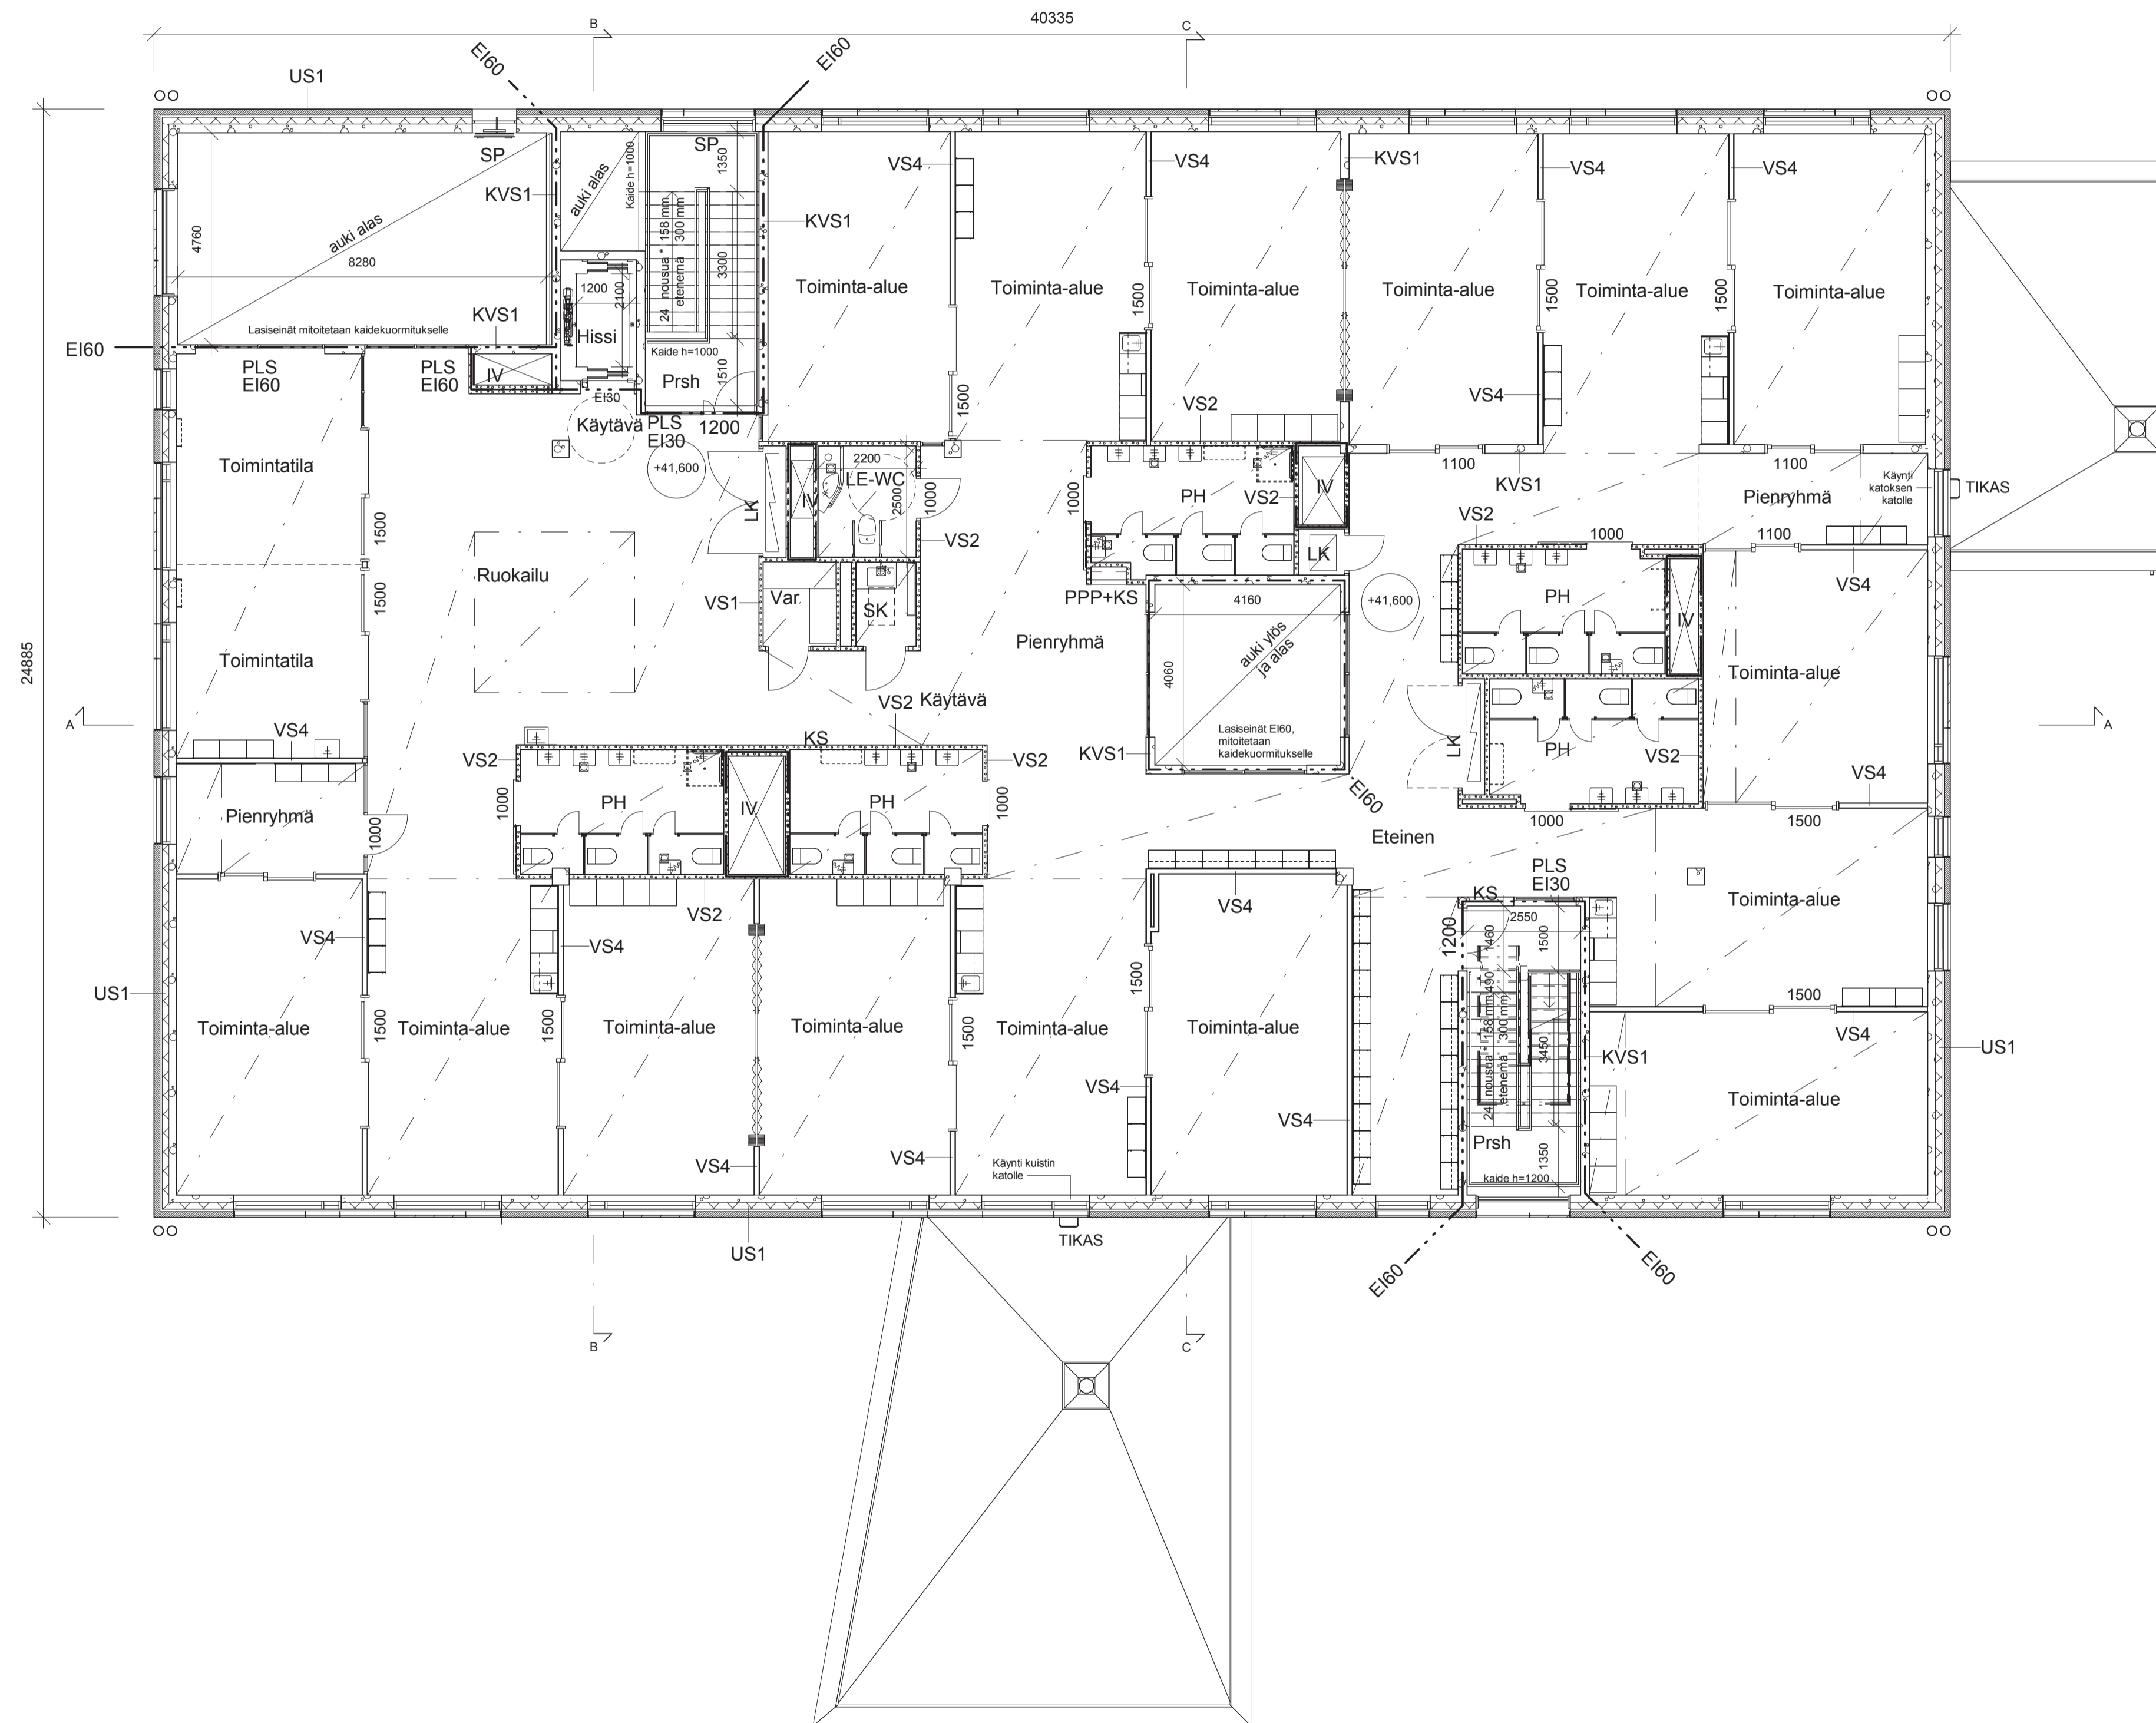 40335
B
C
EI60
EI60
US1
SP
SP
1350
VS4
VS4
KVS1
VS4
VS4
KVS1
auki alas
Kaide h=1000
KVS1
4760
auki alas
8280
24 nousua * 158 mm
etenemä 300 mm
3300
1200
2100
Toiminta-alue
Toiminta-alue
Toiminta-alue
Toiminta-alue
Toiminta-alue
Toiminta-alue
1500
1500
1500
Lasiseinät mitoitetaan kaidekuormitukselle
KVS1
Hissi
Kaide h=1000
EI60
PLS
EI60
PLS
EI60
IV
Prsh
1510
EI30
1500
VS2
VS4
Käytävä
PLS
EI30
1200
Toimintatila
+41,600
2200
LE-WC
2500
1000
IV
LK
VS2
1000
PH
VS2
IV
1100
KVS1
1100
Pienryhmä
Käynti
katoksen
katolle
TIKAS
VS2
1000
1100
LK
1500
Ruokailu
VS1
Var.
SK
PPP+KS
4160
+41,600
PH
IV
VS4
1500
24885
Toimintatila
Pienryhmä
auki ylös
ja alas
4060
Toiminta-alue
A
VS4
VS2
Käytävä
A
KS
Lasiseinät EI60,
mitoitetaan
kaidekuormitukselle
KVS1
LK
PH
VS2
VS4
VS2
VS2
EI60
Pienryhmä
1000
1000
PH
IV
PH
1000
1000
1500
Eteinen
PLS
EI30
KS
VS4
VS2
2550
1200
1460
1500
Toiminta-alue
VS4
VS4
US1
1500
1500
1500
1500
490
1500
VS4
Toiminta-alue
Toiminta-alue
Toiminta-alue
Toiminta-alue
Toiminta-alue
Toiminta-alue
24 nousua * 158 mm
etenemä 300 mm
3450
KVS1
US1
VS4
VS4
Toiminta-alue
VS4
VS4
Käynti kuistin
katolle
Prsh
1350
kaide h=1200
TIKAS
US1
EI60
EI60
B
C